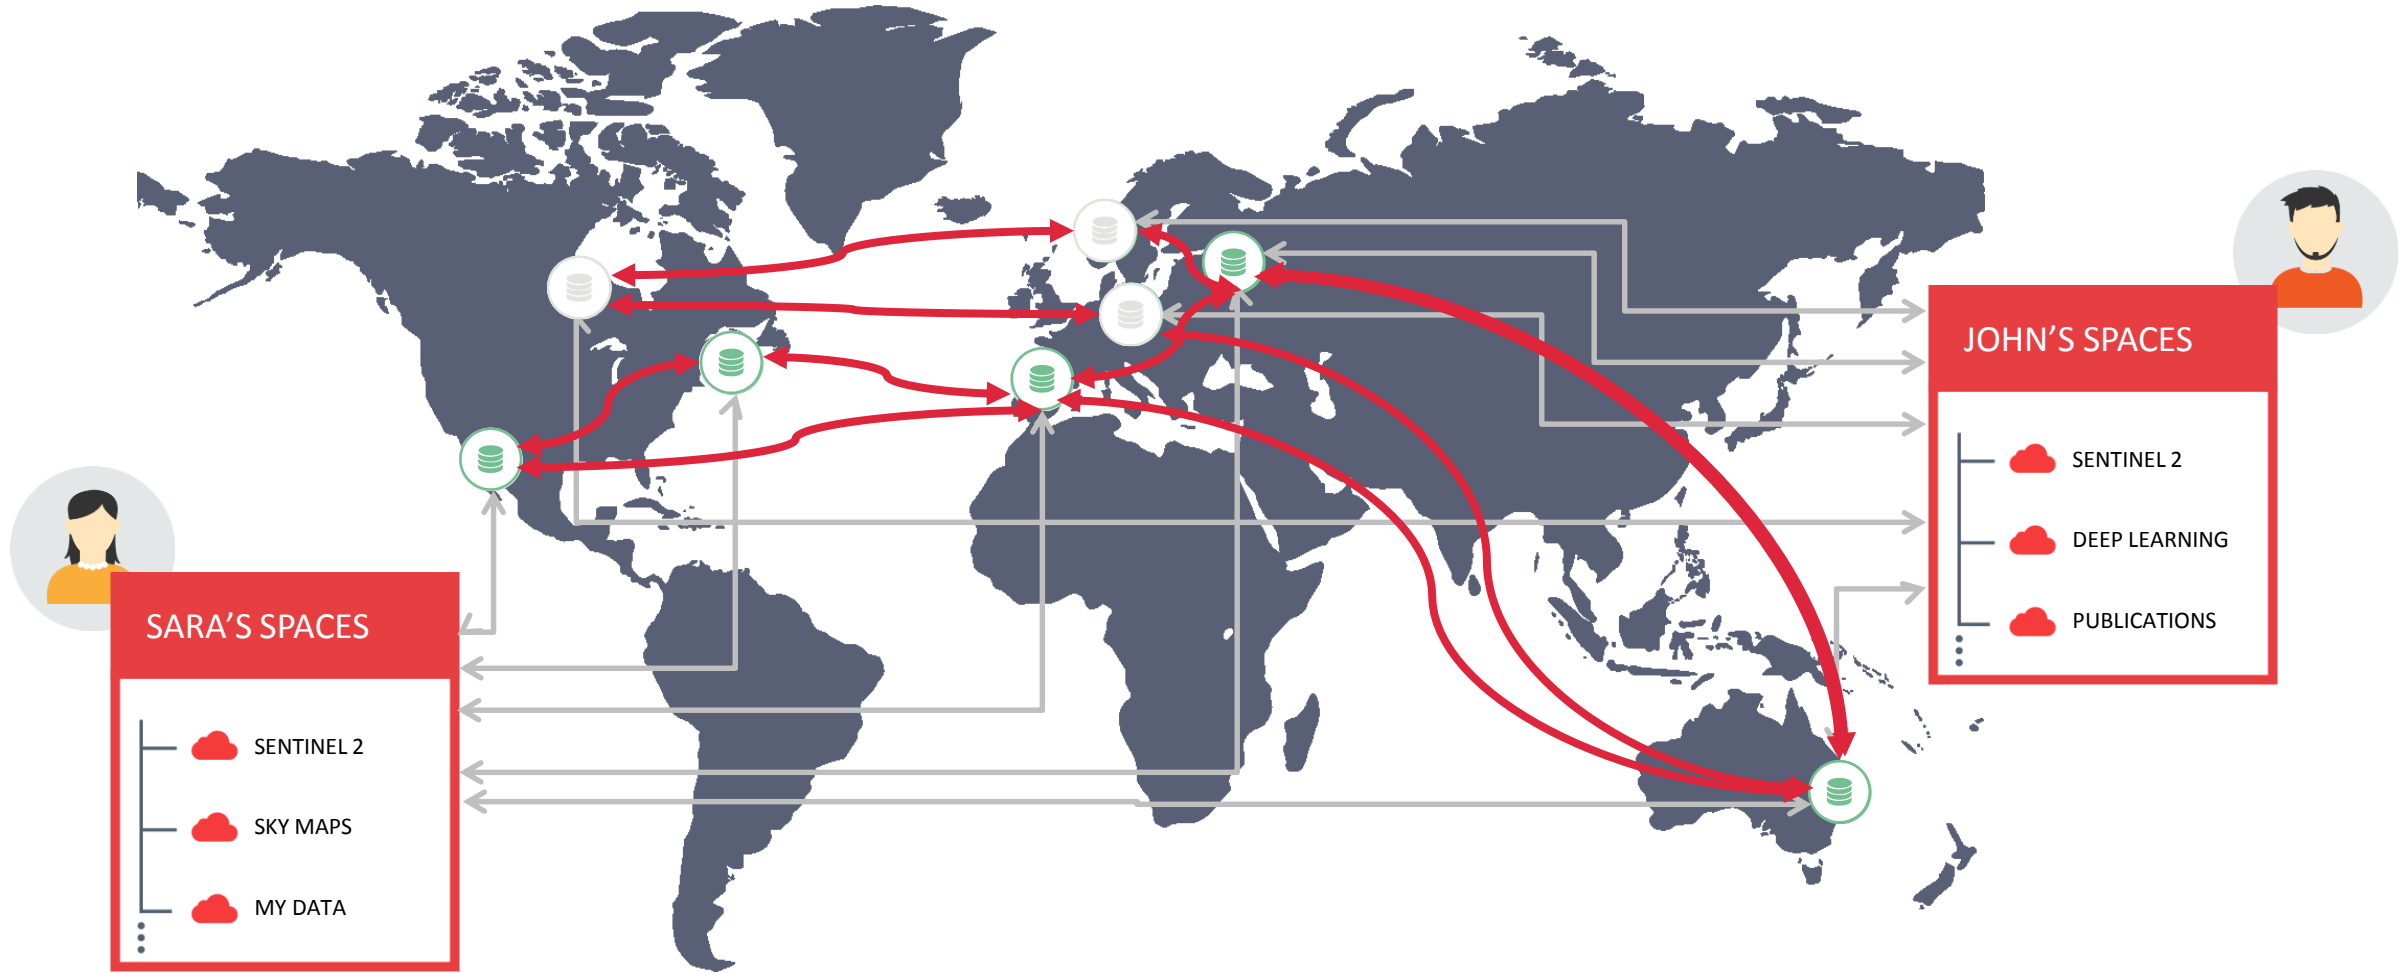 JOHN’S SPACES
SENTINEL 2
DEEP LEARNING
PUBLICATIONS
SARA’S SPACES
SENTINEL 2
SKY MAPS
MY DATA